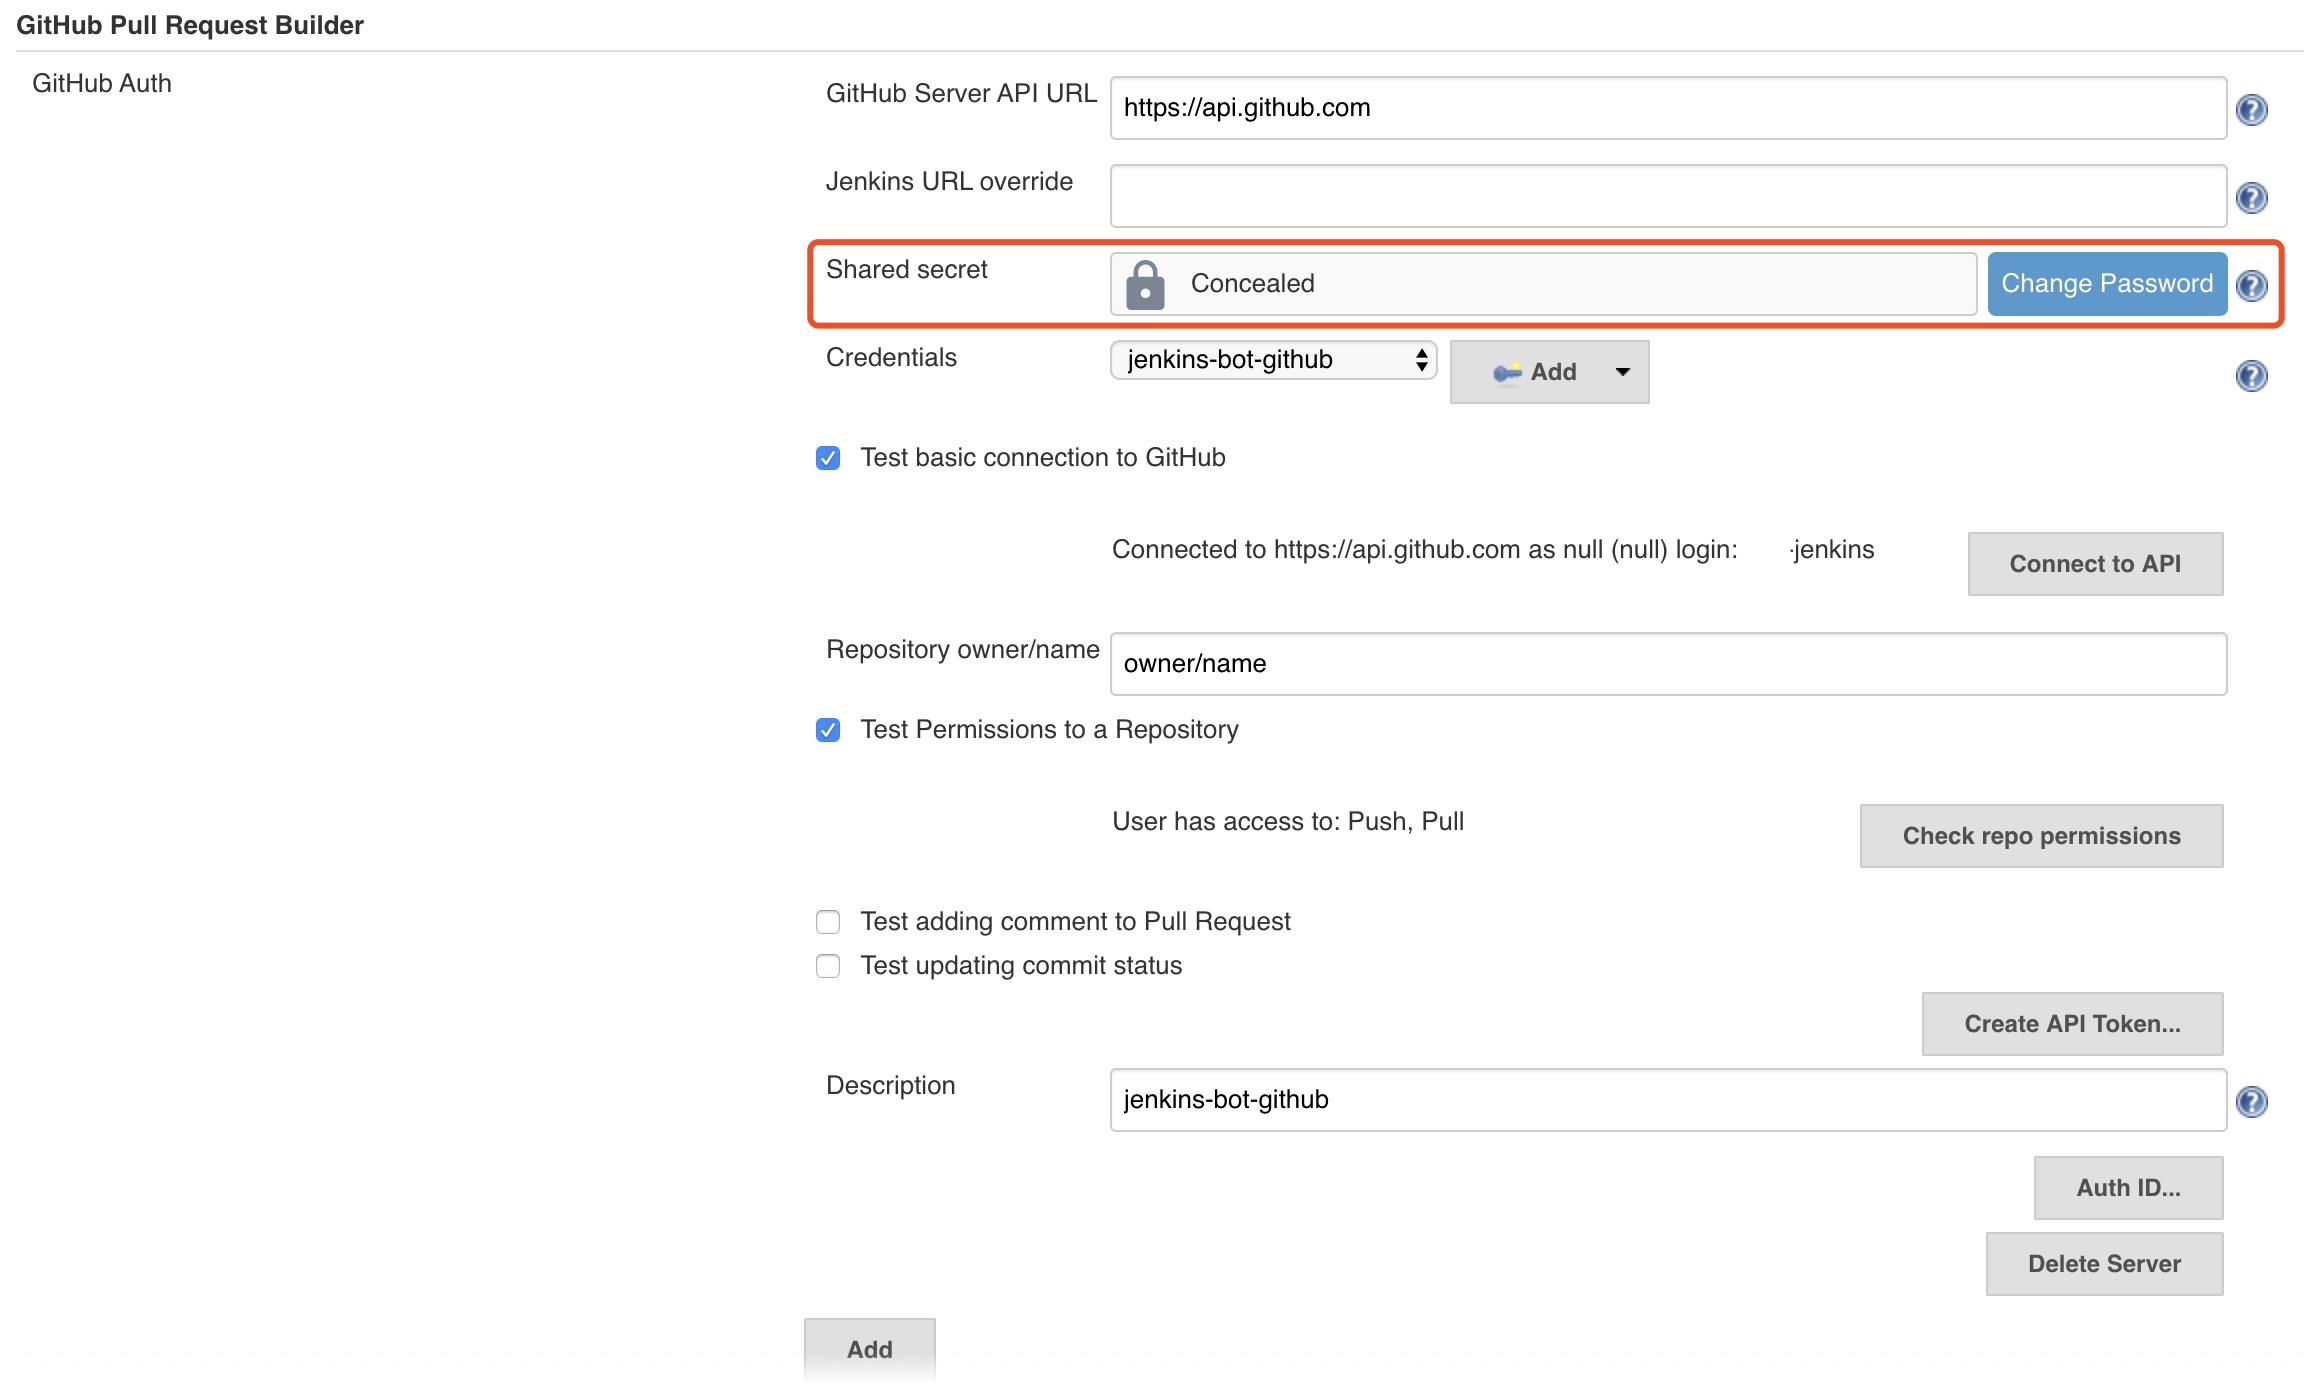 GitHub Pull Request Builder
GitHub Auth
GitHub Server API URL https://api.github.com
Jenkins URL override
Shared secret Concealed Change Password
Credentials jenkins-bot-github Add
Test basic connection to GitHub
Connected to https://api.github.com as null (null) login: jenkins
Connect to API
Repository owner/name owner/name
Test Permissions to a Repository
User has access to: Push, Pull
Check repo permissions
Test adding comment to Pull Request
Test updating commit status
Create API Token...
Description jenkins-bot-github
Auth ID...
Delete Server
Add